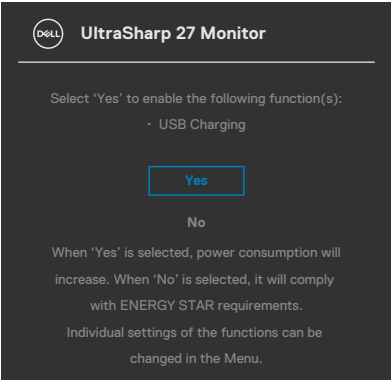 DELL UltraSharp 27 Monitor
Select ‘Yes’ to enable the following function(s):
· USB Charging
Yes
No
When ‘Yes’ is selected, power consumption will
increase. When ‘No’ is selected, it will comply
with ENERGY STAR requirements.
Individual settings of the functions can be
changed in the Menu.